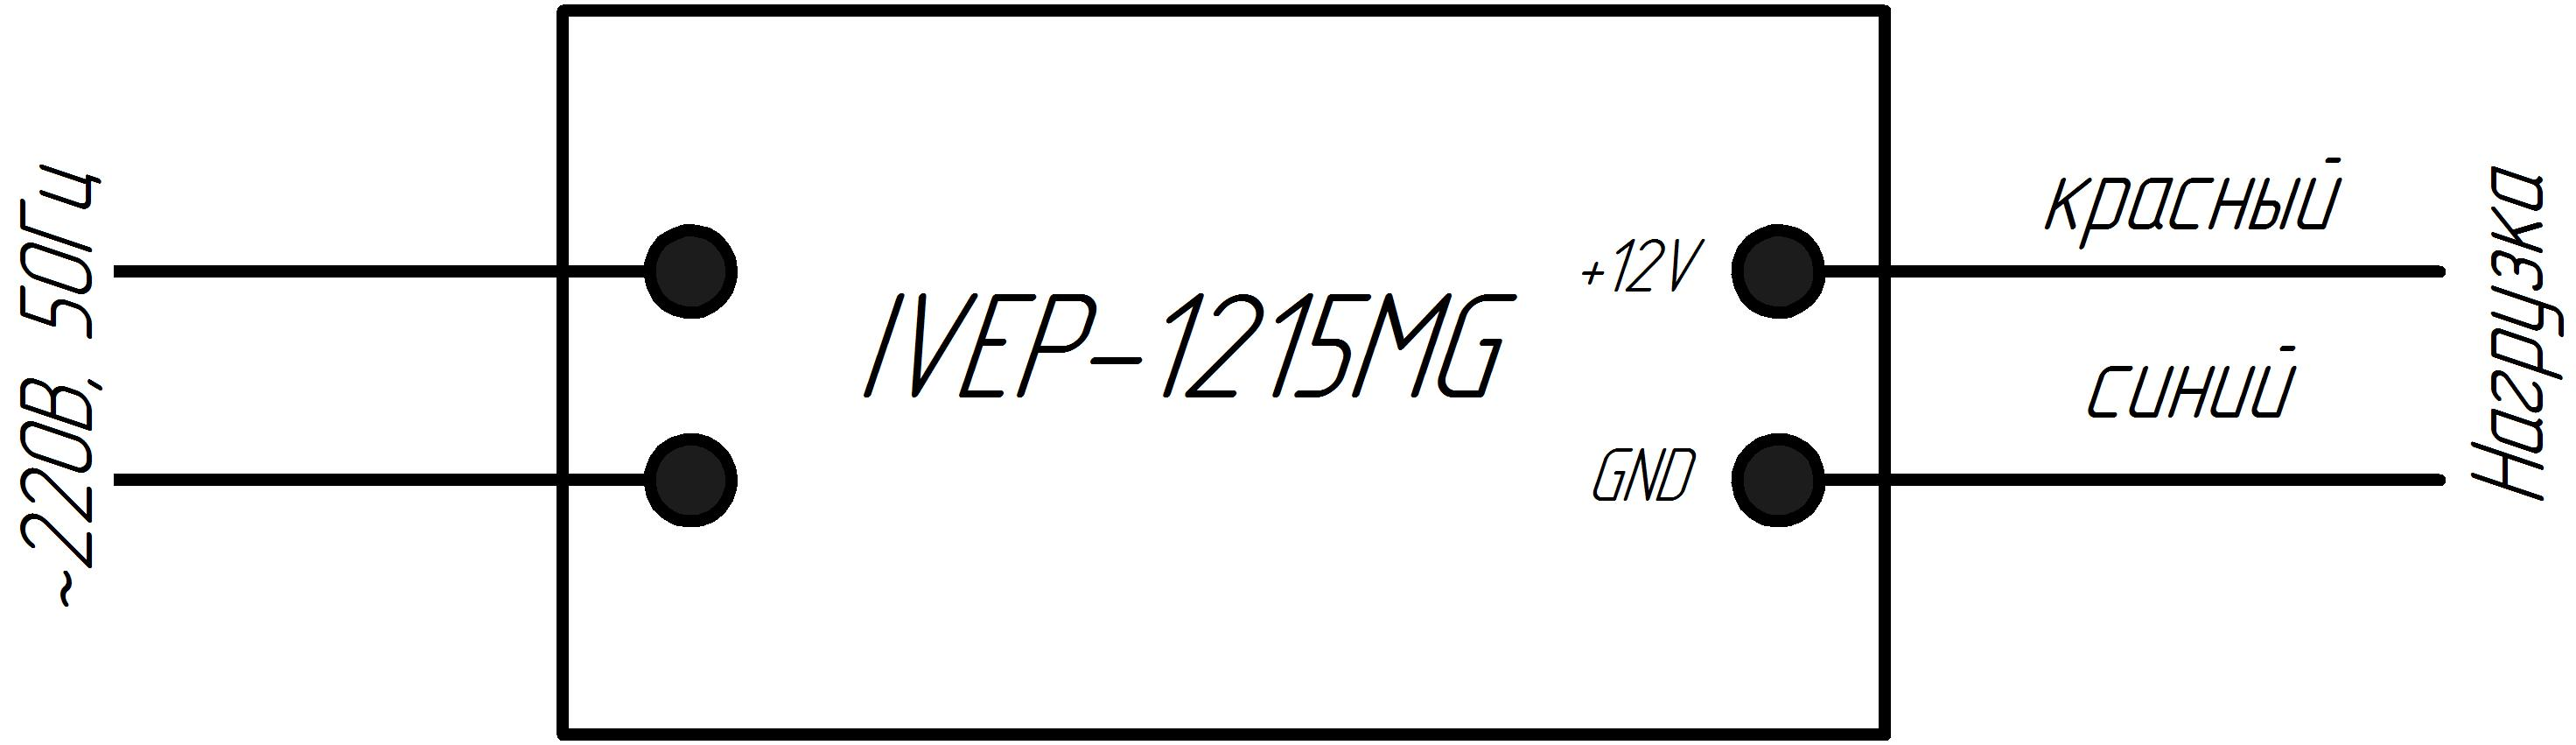 ~220В, 50Гц
IVEP-1215MG
+12V
GND
красный
синий
Нагрузка